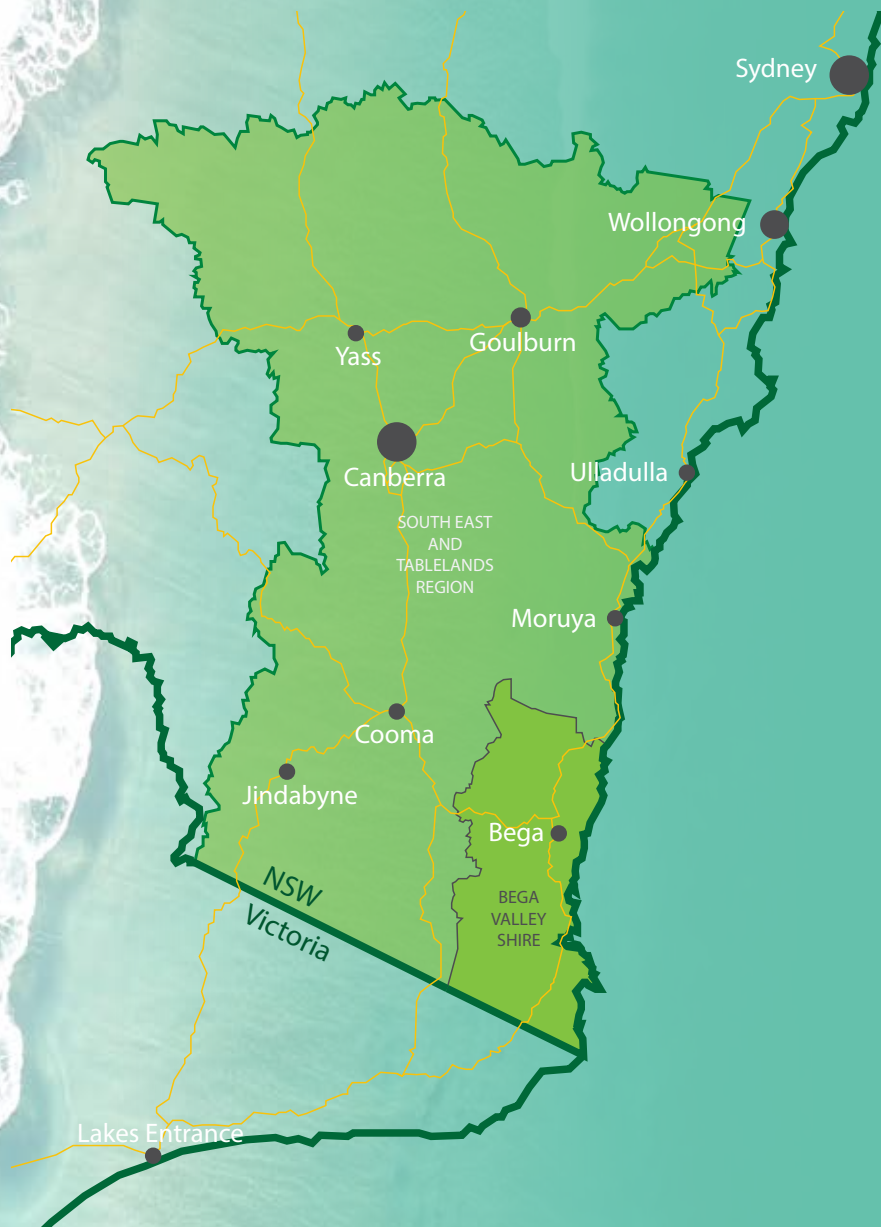 Sydney
Wollongong
Goulburn
Yass
Canberra
Ulladulla
SOUTH EAST
AND
TABLELANDS
REGION
Moruya
Cooma
Jindabyne
Bega
NSW
Victoria
BEGA
VALLEY
SHIRE
Lakes Entrance